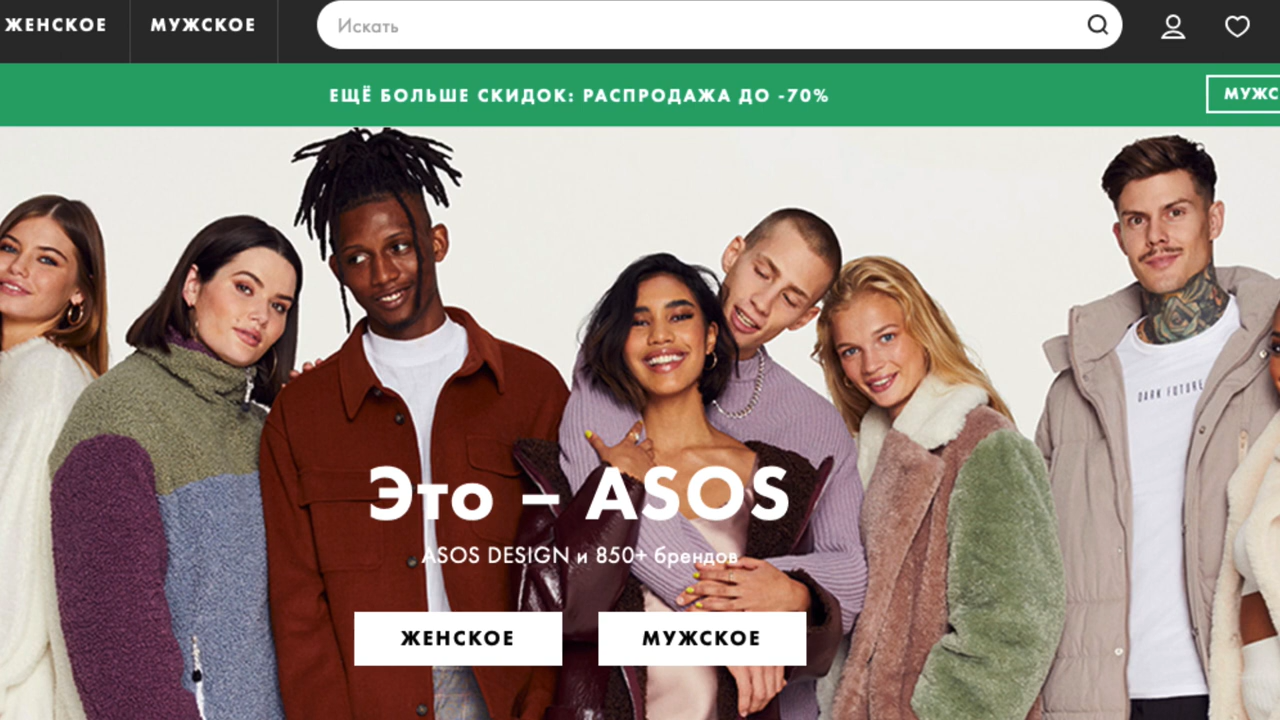 ЖЕНСКОЕ
МУЖСКОЕ
Искать
ЕЩЁ БОЛЬШЕ СКИДОК: РАСПРОДАЖА ДО -70%
DARK FUTURE
Это – ASOS
ASOS DESIGN и 850+ брендов
ЖЕНСКОЕ
МУЖСКОЕ